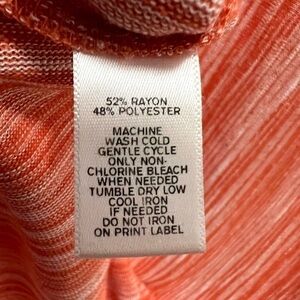 52% RAYON
48% POLYESTER
MACHINE
WASH COLD
GENTLE CYCLE
ONLY NON-
CHLORINE BLEACH
WHEN NEEDED
TUMBLE DRY LOW
COOL IRON
IF NEEDED
DO NOT IRON
ON PRINT LABEL